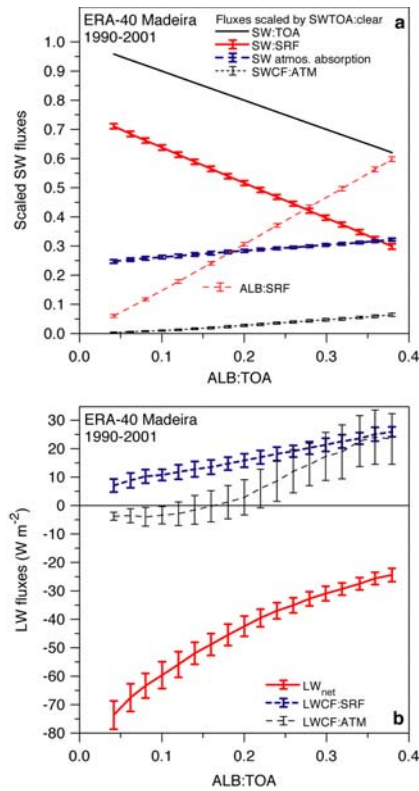 ERA-40 Madeira
1990-2001
a
Fluxes scaled by SWTOA:clear
SW:TOA
SW:SRF
SW atmos. absorption
SWCF:ATM
1.0
0.9
0.8
0.7
0.6
0.5
0.4
0.3
0.2
0.1
0.0
Scaled SW fluxes
ALB:SRF
0.0
0.1
0.2
0.3
0.4
ALB:TOA
ERA-40 Madeira
1990-2001
30
20
10
0
-10
-20
-30
-40
-50
-60
-70
-80
LW fluxes (W m-2)
LWnet
LWCF:SRF
LWCF:ATM
b
0.0
0.1
0.2
0.3
0.4
ALB:TOA